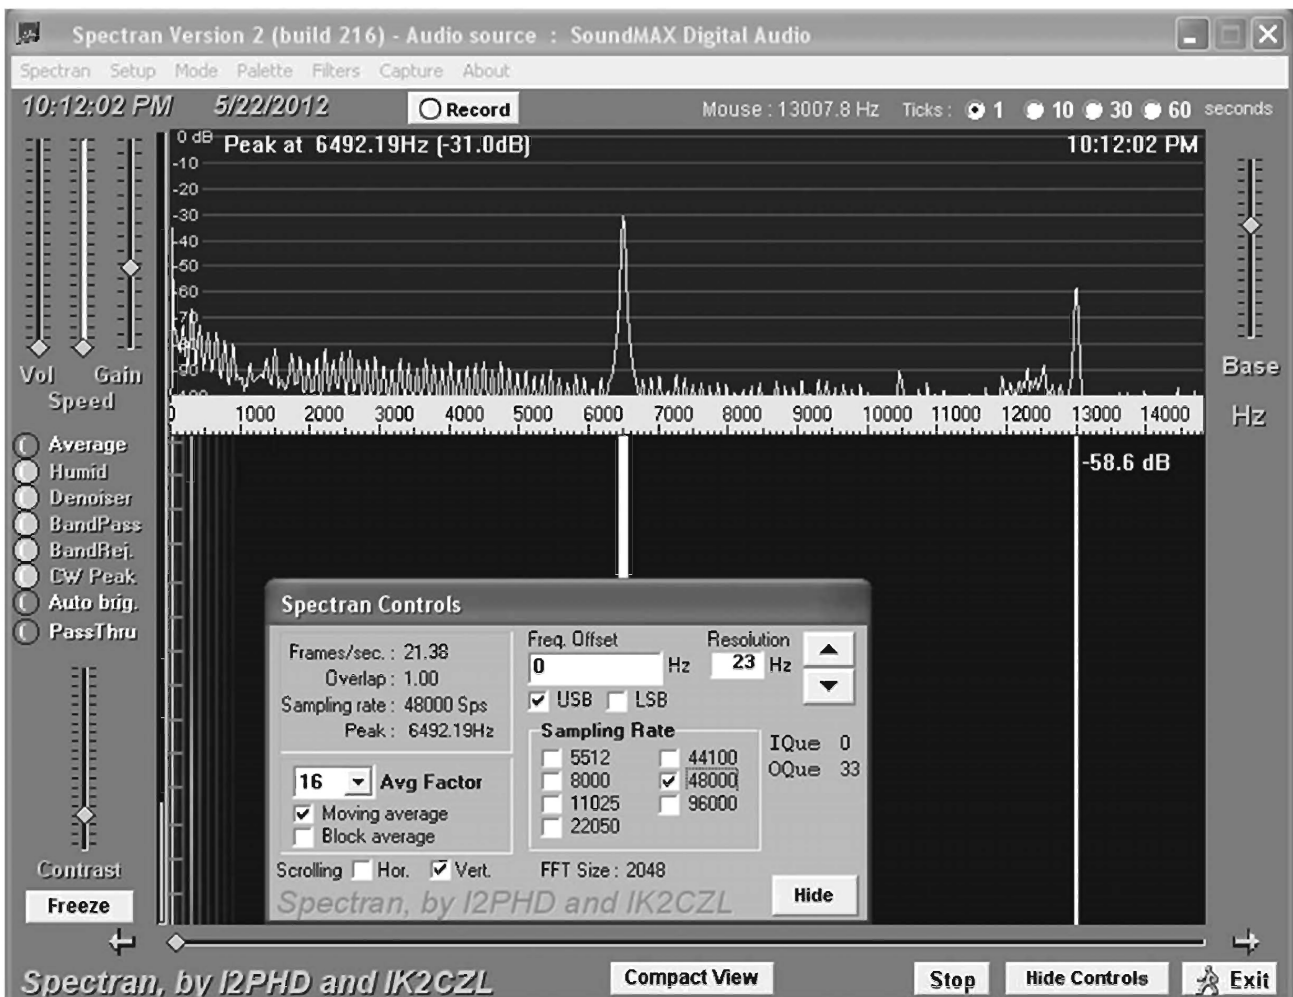 Spectran Version 2 (build 216) - Audio source : SoundMAX Digital Audio
Spectran Setup Mode Palette Filters Capture About
10:12:02 PM 5/22/2012 Record Mouse : 13007.8 Hz Ticks : 1 10 30 60 seconds
0 dB Peak at 6492.19Hz (-31.0dB) 10:12:02 PM
-10
-20
-30
-40
-50
-60
-70
-80
-90
-100
Vol Gain
Speed
Base
0 1000 2000 3000 4000 5000 6000 7000 8000 9000 10000 11000 12000 13000 14000 Hz
Average
Humid
Denoiser
BandPass
BandRej.
CW Peak
Auto brig.
PassThru
-58.6 dB
Spectran Controls
Frames/sec. : 21.38
Overlap : 1.00
Sampling rate : 48000 Sps
Peak : 6492.19Hz
Freq. Offset
0 Hz
Resolution
23 Hz
USB LSB
Sampling Rate
5512 44100
8000 48000
11025 96000
22050
IQue 0
OQue 33
16 Avg Factor
Moving average
Block average
Scrolling Hor. Vert. FFT Size : 2048
Spectran, by I2PHD and IK2CZL
Hide
Contrast
Freeze
Spectran, by I2PHD and IK2CZL
Compact View Stop Hide Controls Exit